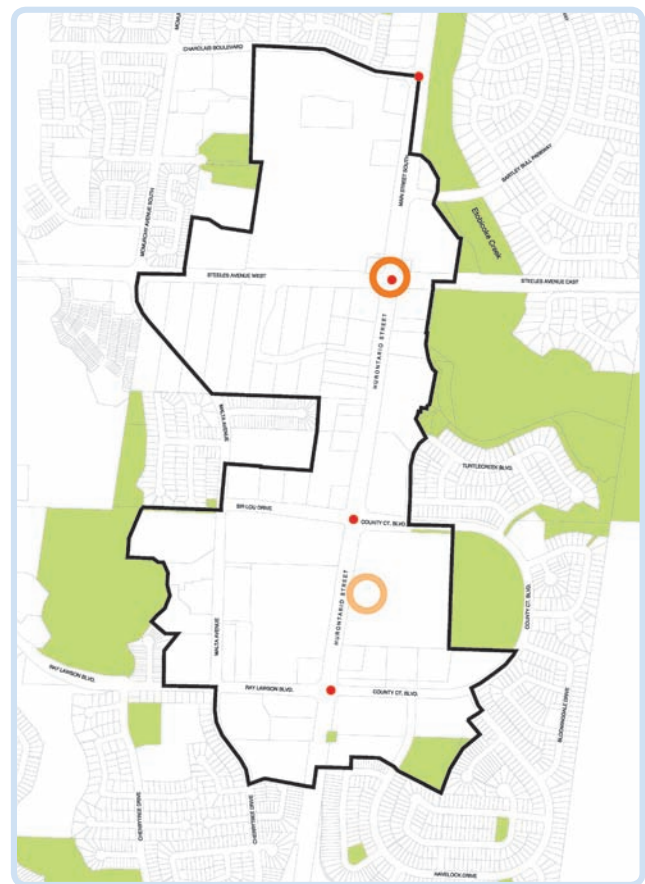 CHAROLAIS BOULEVARD
MAIN STREET SOUTH
BARTLEY BULL PARKWAY
MCMURCHY AVENUE SOUTH
Etobicoke Creek
STEELES AVENUE WEST
STEELES AVENUE EAST
HURONTARIO STREET
MALTA AVENUE
TURTLECREEK BLVD.
SIR LOU DRIVE
COUNTY CT. BLVD.
HURONTARIO STREET
COUNTY CT. BLVD.
MALTA AVENUE
RAY LAWSON BLVD.
RAY LAWSON BLVD.
COUNTY CT. BLVD.
BLOOMINGDALE DRIVE
CHERRYTREE DRIVE
CHERRYTREE DRIVE
HAVELOCK DRIVE